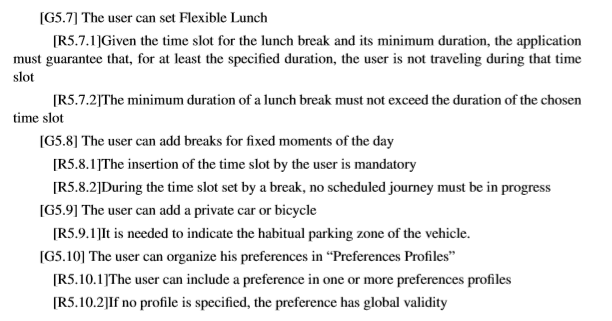 [G5.7] The user can set Flexible Lunch
[R5.7.1]Given the time slot for the lunch break and its minimum duration, the application
must guarantee that, for at least the specified duration, the user is not traveling during that time
slot
[R5.7.2]The minimum duration of a lunch break must not exceed the duration of the chosen
time slot
[G5.8] The user can add breaks for fixed moments of the day
[R5.8.1]The insertion of the time slot by the user is mandatory
[R5.8.2]During the time slot set by a break, no scheduled journey must be in progress
[G5.9] The user can add a private car or bicycle
[R5.9.1]It is needed to indicate the habitual parking zone of the vehicle.
[G5.10] The user can organize his preferences in “Preferences Profiles”
[R5.10.1]The user can include a preference in one or more preferences profiles
[R5.10.2]If no profile is specified, the preference has global validity